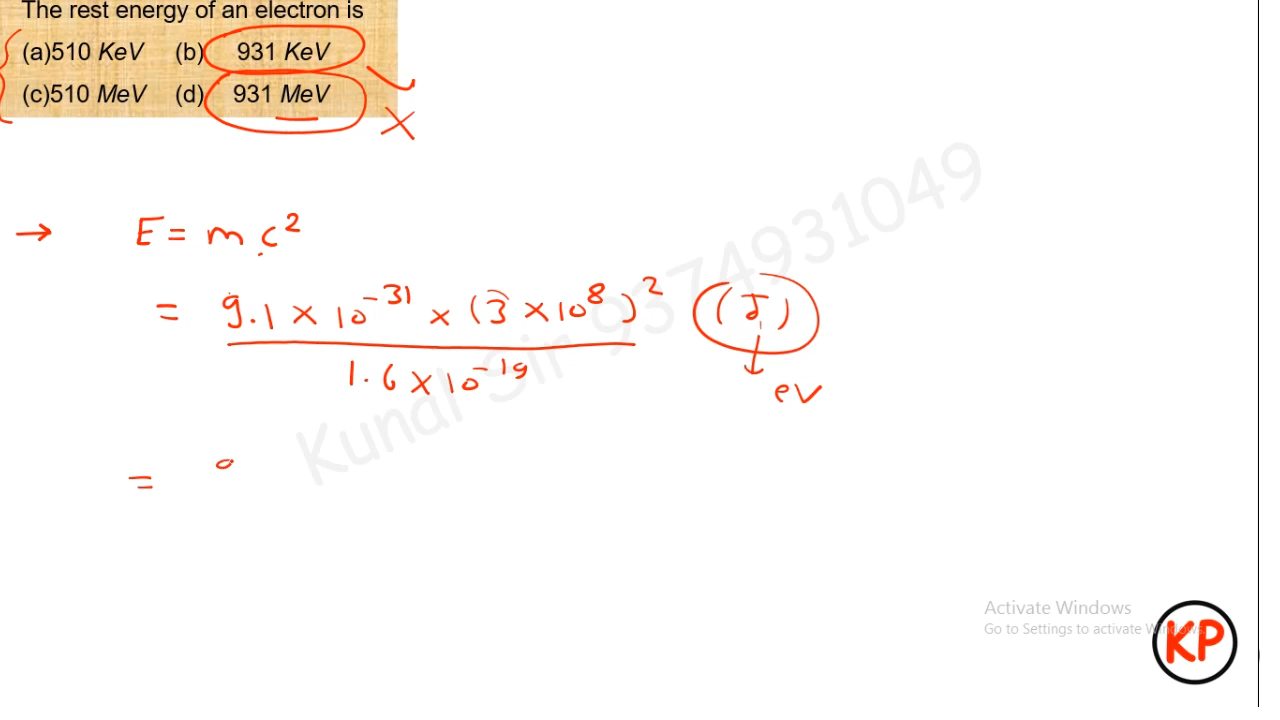 The rest energy of an electron is
(a)510 KeV (b) 931 KeV
(c)510 MeV (d) 931 MeV
X
→ E = mc²
= 9.1 × 10⁻³¹ × (3 × 10⁸)² (J)
1.6 × 10⁻¹⁹
eV
=
Kunal Sir 9374931049
Activate Windows
Go to Settings to activate Windows.
KP